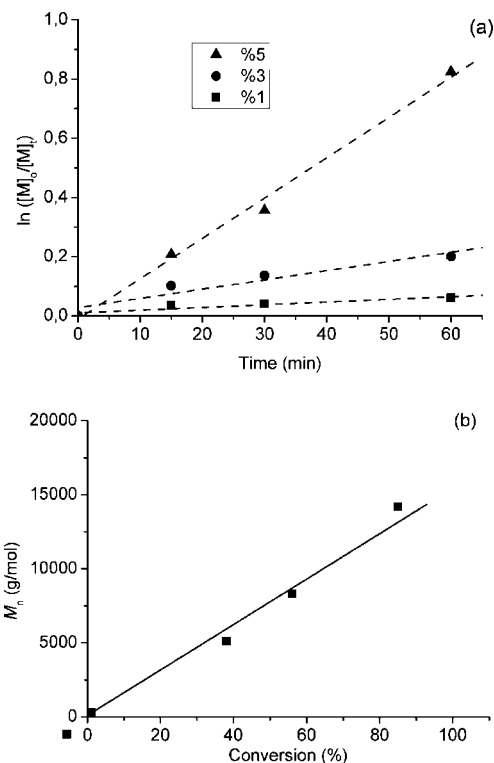 (a)
%5
%3
%1
1,0
0,8
0,6
0,4
0,2
0,0
ln ([M]o/[M]t)
0 10 20 30 40 50 60
Time (min)
(b)
20000
15000
10000
5000
0
Mn (g/mol)
0 20 40 60 80 100
Conversion (%)